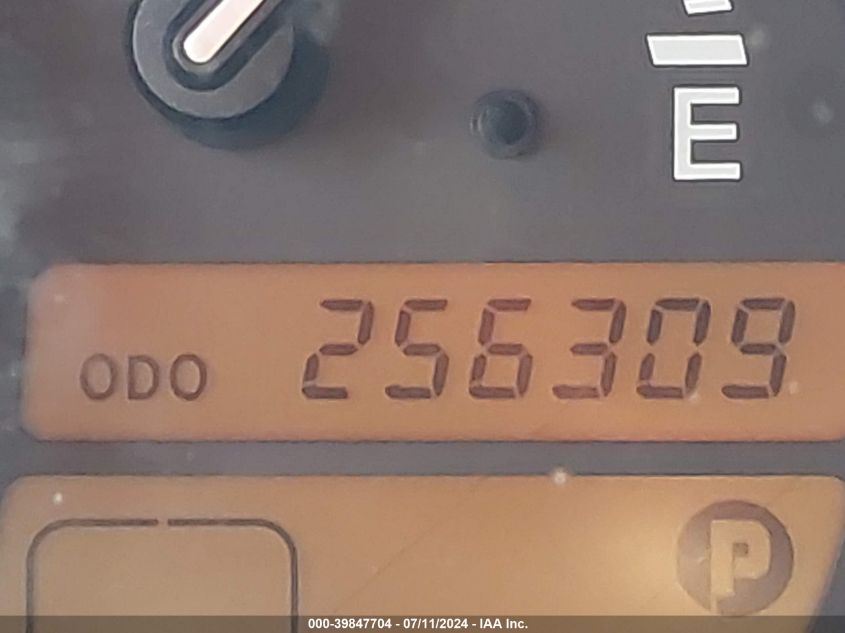 E
ODO 256309
P
000-39847704 - 07/11/2024 - IAA Inc.